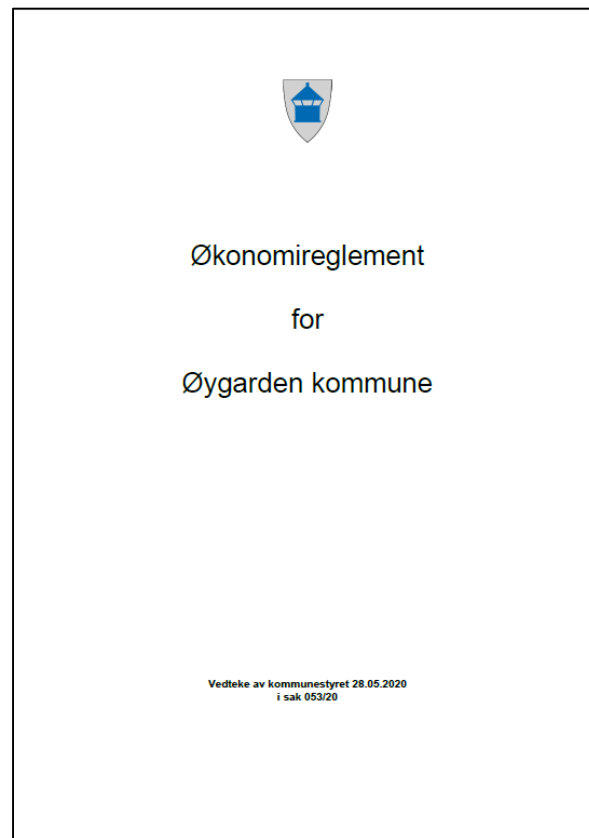 Økonomireglement
for
Øygarden kommune
Vedteke av kommunestyret 28.05.2020
i sak 053/20